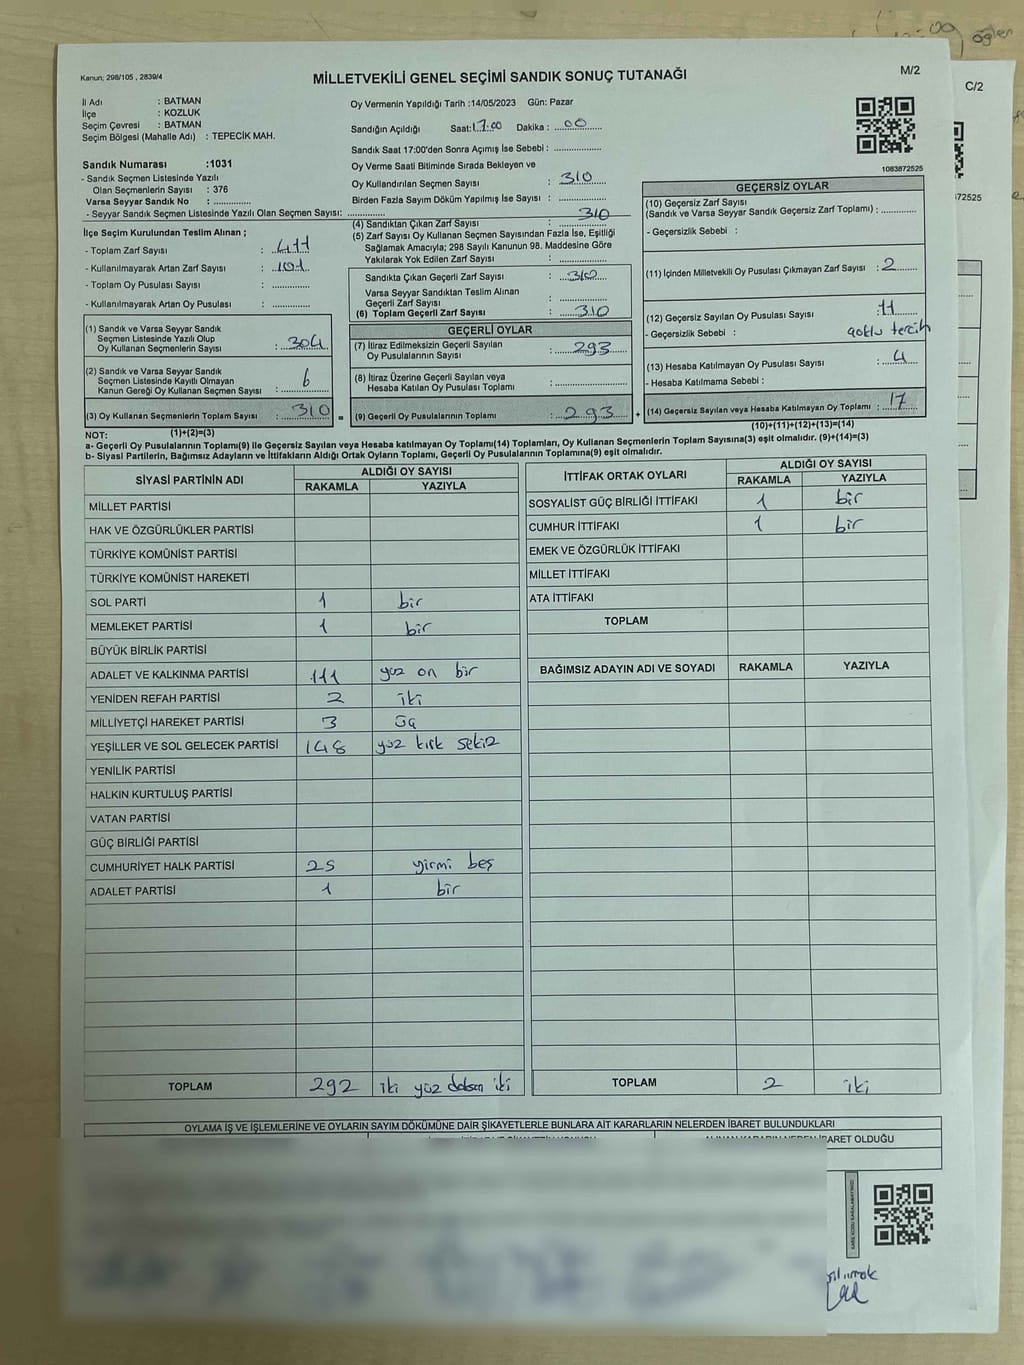 Kanun; 298/105 , 2839/4
MİLLETVEKİLİ GENEL SEÇİMİ SANDIK SONUÇ TUTANAĞI
M/2
C/2
İl Adı : BATMAN
İlçe : KOZLUK
Seçim Çevresi : BATMAN
Seçim Bölgesi (Mahalle Adı) : TEPECİK MAH.
Oy Vermenin Yapıldığı Tarih :14/05/2023 Gün: Pazar
Sandığın Açıldığı Saat:17:00 Dakika : 00
Sandık Saat 17:00'den Sonra Açımış İse Sebebi :
Sandık Numarası :1031
- Sandık Seçmen Listesinde Yazılı
Olan Seçmenlerin Sayısı : 376
Varsa Seyyar Sandık No :
- Seyyar Sandık Seçmen Listesinde Yazılı Olan Seçmen Sayısı:
Oy Verme Saati Bitiminde Sırada Bekleyen ve
Oy Kullandırılan Seçmen Sayısı : 310
Birden Fazla Sayım Döküm Yapılmış İse Sayısı :
1083872525
72525
İlçe Seçim Kurulundan Teslim Alınan ;
- Toplam Zarf Sayısı : 411
- Kullanılmayarak Artan Zarf Sayısı : 101
- Toplam Oy Pusulası Sayısı :
- Kullanılmayarak Artan Oy Pusulası :
(4) Sandıktan Çıkan Zarf Sayısı : 310
(5) Zarf Sayısı Oy Kullanan Seçmen Sayısından Fazla İse, Eşitliği
Sağlamak Amacıyla; 298 Sayılı Kanunun 98. Maddesine Göre
Yakılarak Yok Edilen Zarf Sayısı :
Sandıkta Çıkan Geçerli Zarf Sayısı : 310
Varsa Seyyar Sandıktan Teslim Alınan
Geçerli Zarf Sayısı :
(6) Toplam Geçerli Zarf Sayısı : 310
GEÇERSİZ OYLAR
(10) Geçersiz Zarf Sayısı
(Sandık ve Varsa Seyyar Sandık Geçersiz Zarf Toplamı) :
- Geçersizlik Sebebi :
(11) İçinden Milletvekili Oy Pusulası Çıkmayan Zarf Sayısı : 2
(12) Geçersiz Sayılan Oy Pusulası Sayısı : 11
- Geçersizlik Sebebi : çoklu tercih
(13) Hesaba Katılmayan Oy Pusulası Sayısı : 4
- Hesaba Katılmama Sebebi :
(14) Geçersiz Sayılan veya Hesaba Katılmayan Oy Toplamı : 17
(10)+(11)+(12)+(13)=(14)
(1) Sandık ve Varsa Seyyar Sandık
Seçmen Listesinde Yazılı Olup
Oy Kullanan Seçmenlerin Sayısı : 304
(2) Sandık ve Varsa Seyyar Sandık
Seçmen Listesinde Kayıtlı Olmayan
Kanun Gereği Oy Kullanan Seçmen Sayısı : 6
(3) Oy Kullanan Seçmenlerin Toplam Sayısı : 310 =
(1)+(2)=(3)
GEÇERLİ OYLAR
(7) İtiraz Edilmeksizin Geçerli Sayılan
Oy Pusulalarının Sayısı : 293
(8) İtiraz Üzerine Geçerli Sayılan veya
Hesaba Katılan Oy Pusulası Toplamı :
(9) Geçerli Oy Pusulalarının Toplamı : 293 +
NOT:
a- Geçerli Oy Pusulalarının Toplamı(9) ile Geçersiz Sayılan veya Hesaba katılmayan Oy Toplamı(14) Toplamları, Oy Kullanan Seçmenlerin Toplam Sayısına(3) eşit olmalıdır. (9)+(14)=(3)
b- Siyasi Partilerin, Bağımsız Adayların ve İttifakların Aldığı Ortak Oyların Toplamı, Geçerli Oy Pusulalarının Toplamına(9) eşit olmalıdır.
SİYASİ PARTİNİN ADI ALDIĞI OY SAYISI
RAKAMLA YAZIYLA
MİLLET PARTİSİ
HAK VE ÖZGÜRLÜKLER PARTİSİ
TÜRKİYE KOMÜNİST PARTİSİ
TÜRKİYE KOMÜNİST HAREKETİ
SOL PARTİ 1 bir
MEMLEKET PARTİSİ 1 bir
BÜYÜK BİRLİK PARTİSİ
ADALET VE KALKINMA PARTİSİ 111 yüz on bir
YENİDEN REFAH PARTİSİ 2 iki
MİLLİYETÇİ HAREKET PARTİSİ 3 üç
YEŞİLLER VE SOL GELECEK PARTİSİ 148 yüz kırk sekiz
YENİLİK PARTİSİ
HALKIN KURTULUŞ PARTİSİ
VATAN PARTİSİ
GÜÇ BİRLİĞİ PARTİSİ
CUMHURİYET HALK PARTİSİ 25 yirmi beş
ADALET PARTİSİ 1 bir
TOPLAM 292 iki yüz doksan iki
İTTİFAK ORTAK OYLARI ALDIĞI OY SAYISI
RAKAMLA YAZIYLA
SOSYALİST GÜÇ BİRLİĞİ İTTİFAKI 1 bir
CUMHUR İTTİFAKI 1 bir
EMEK VE ÖZGÜRLÜK İTTİFAKI
MİLLET İTTİFAKI
ATA İTTİFAKI
TOPLAM
BAĞIMSIZ ADAYIN ADI VE SOYADI RAKAMLA YAZIYLA
TOPLAM 2 iki
OYLAMA İŞ VE İŞLEMLERİNE VE OYLARIN SAYIM DÖKÜMÜNE DAİR ŞİKAYETLERLE BUNLARA AİT KARARLARIN NELERDEN İBARET BULUNDUKLARI
İBARET OLDUĞU